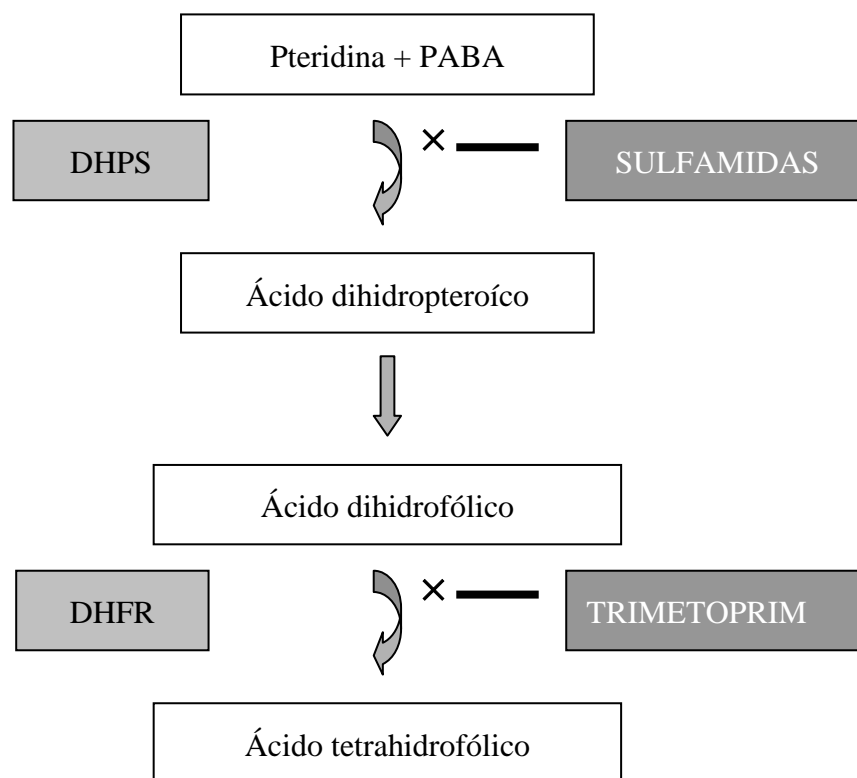 Pteridina + PABA
DHPS
SULFAMIDAS
Ácido dihidropteroíco
Ácido dihidrofólico
DHFR
TRIMETOPRIM
Ácido tetrahidrofólico